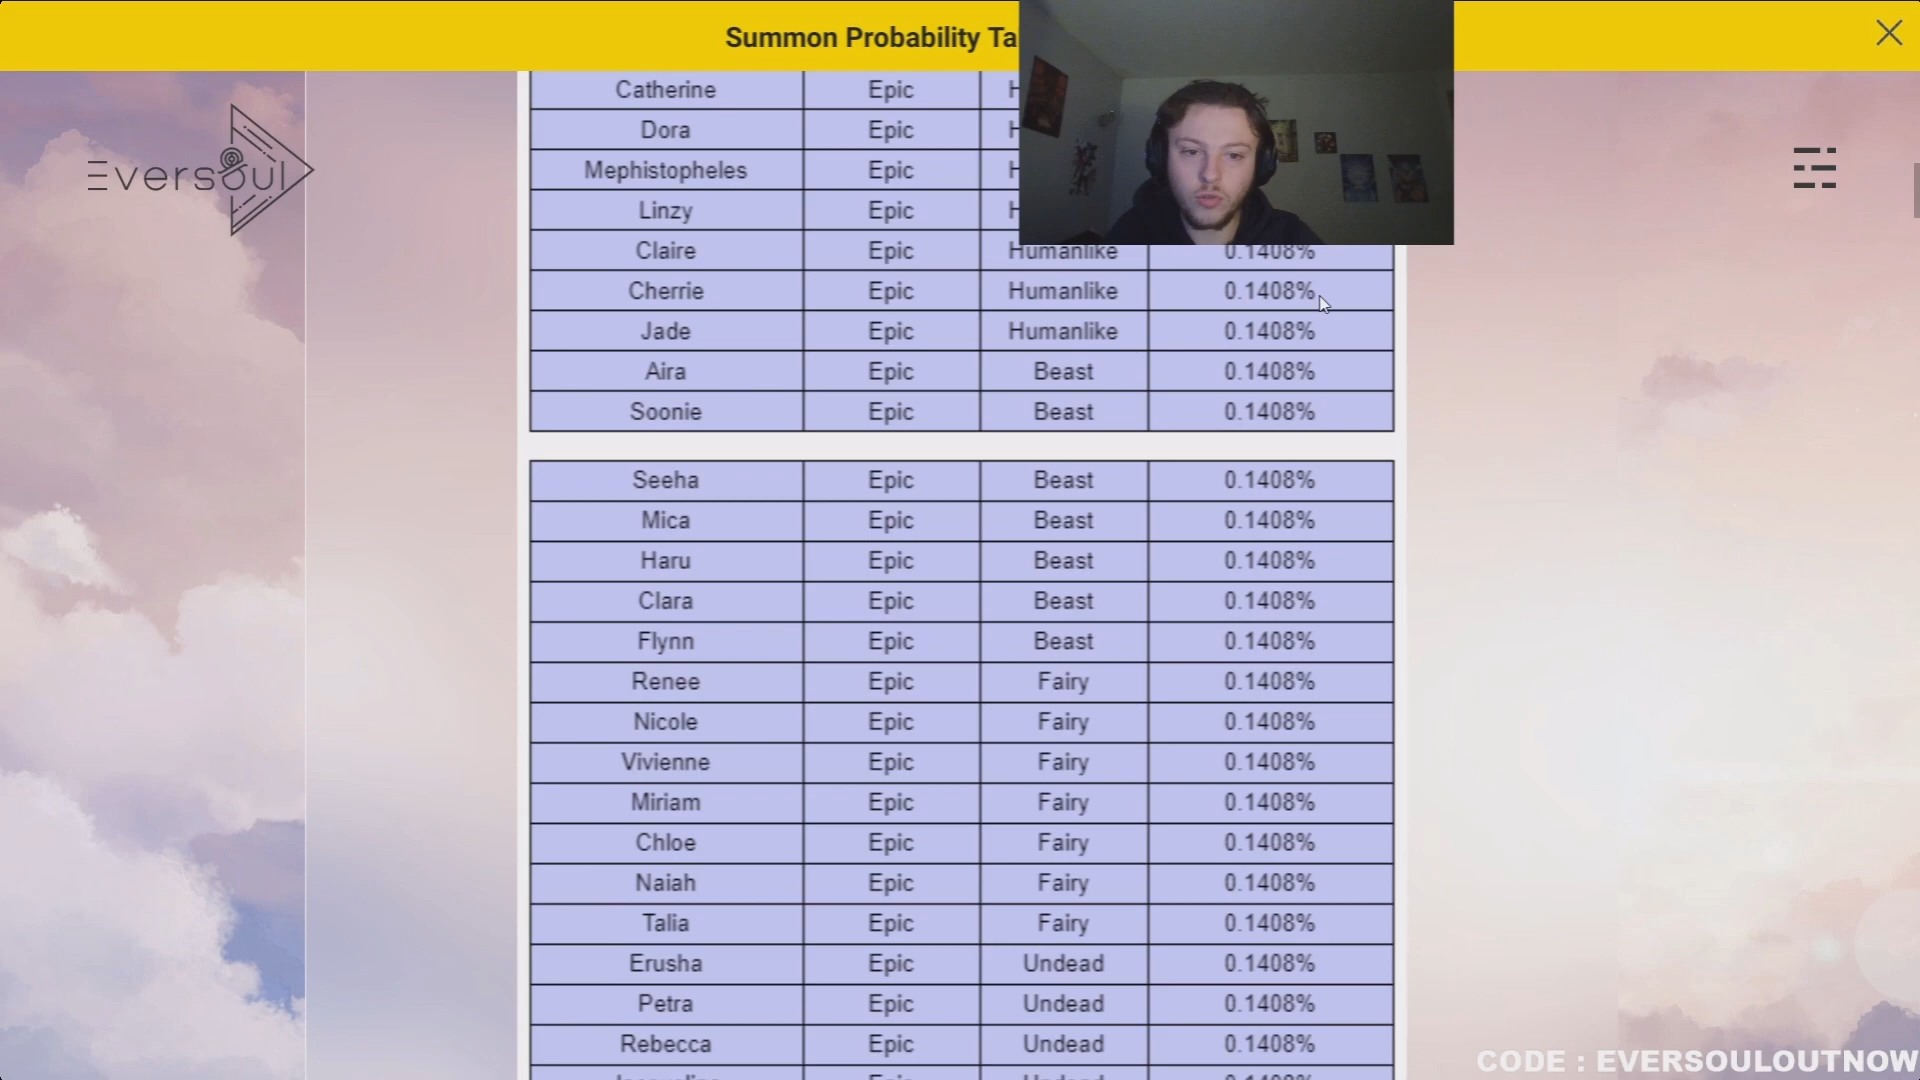 Summon Probability Ta
Eversoul
Catherine Epic H
Dora Epic H
Mephistopheles Epic H
Linzy Epic H
Claire Epic Humanlike 0.1408%
Cherrie Epic Humanlike 0.1408%
Jade Epic Humanlike 0.1408%
Aira Epic Beast 0.1408%
Soonie Epic Beast 0.1408%
Seeha Epic Beast 0.1408%
Mica Epic Beast 0.1408%
Haru Epic Beast 0.1408%
Clara Epic Beast 0.1408%
Flynn Epic Beast 0.1408%
Renee Epic Fairy 0.1408%
Nicole Epic Fairy 0.1408%
Vivienne Epic Fairy 0.1408%
Miriam Epic Fairy 0.1408%
Chloe Epic Fairy 0.1408%
Naiah Epic Fairy 0.1408%
Talia Epic Fairy 0.1408%
Erusha Epic Undead 0.1408%
Petra Epic Undead 0.1408%
Rebecca Epic Undead 0.1408%
CODE : EVERSOULOUTNOW